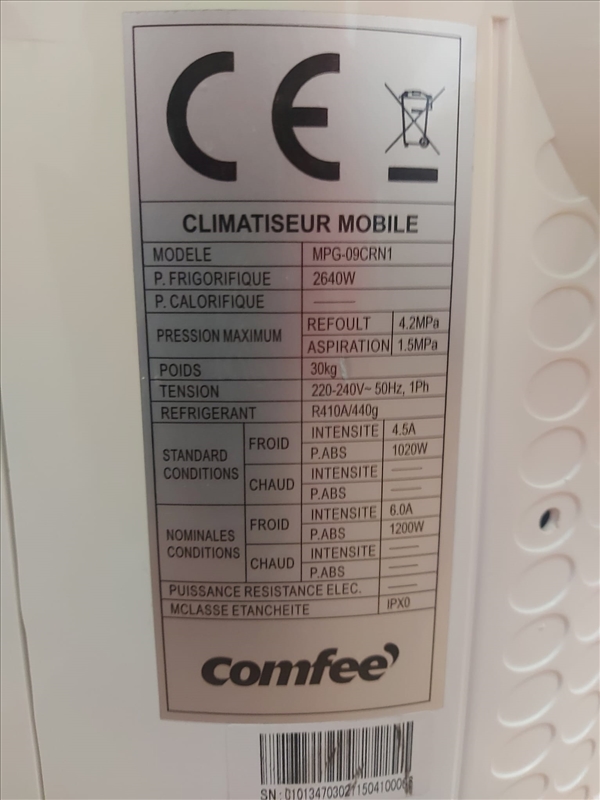 CE
CLIMATISEUR MOBILE
MODELE MPG-09CRN1
P. FRIGORIFIQUE 2640W
P. CALORIFIQUE ——
PRESSION MAXIMUM REFOULT 4.2MPa
ASPIRATION 1.5MPa
POIDS 30kg
TENSION 220-240V~ 50Hz, 1Ph
REFRIGERANT R410A/440g
STANDARD CONDITIONS FROID INTENSITE 4.5A
P.ABS 1020W
CHAUD INTENSITE ——
P.ABS ——
NOMINALES CONDITIONS FROID INTENSITE 6.0A
P.ABS 1200W
CHAUD INTENSITE ——
P.ABS ——
PUISSANCE RESISTANCE ELEC. ——
MCLASSE ETANCHEITE IPX0
comfee
SN: